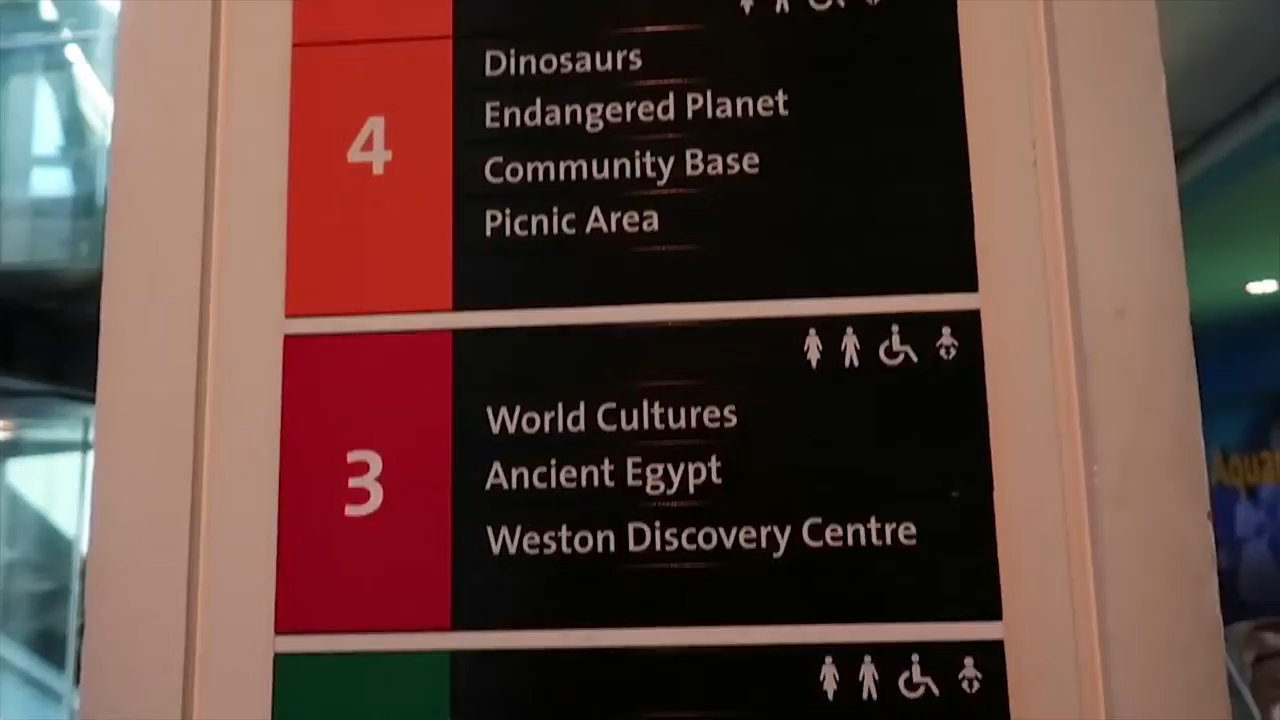 4
Dinosaurs
Endangered Planet
Community Base
Picnic Area
3
World Cultures
Ancient Egypt
Weston Discovery Centre